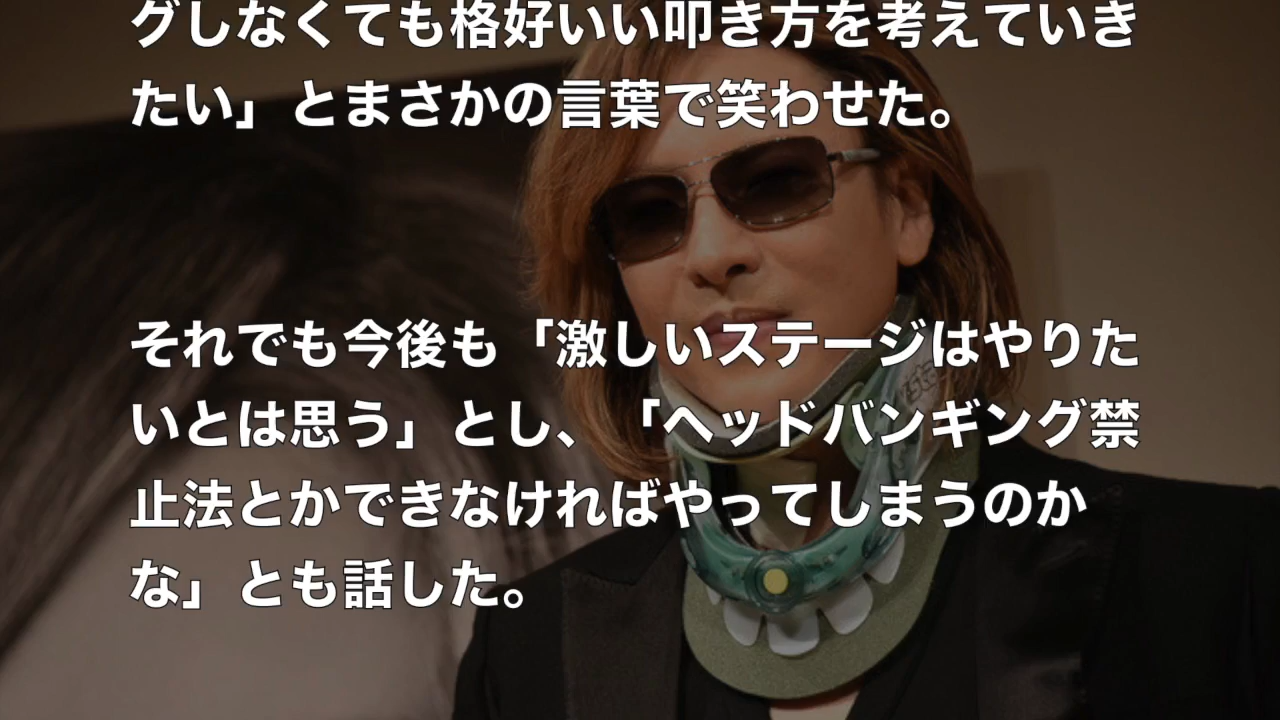 グしなくても格好いい叩き方を考えていき
たい」とまさかの言葉で笑わせた。
それでも今後も「激しいステージはやりた
いとは思う」とし、「ヘッドバンギング禁
止法とかできなければやってしまうのか
な」とも話した。